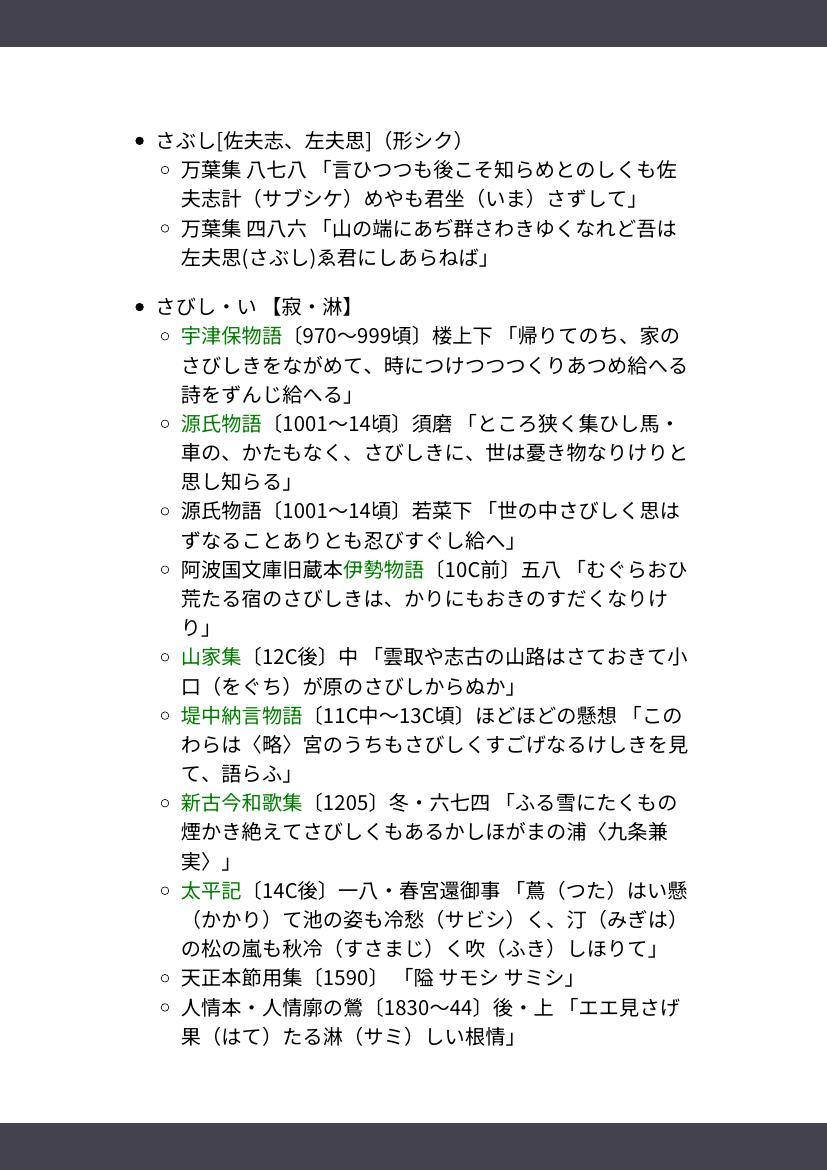 • さぶし[佐夫志、左夫思]（形シク）
○ 万葉集 八七八 「言ひつつも後こそ知らめとのしくも佐
夫志計（サブシケ）めやも君坐（いま）さずして」
○ 万葉集 四八六 「山の端にあぢ群さわきゆくなれど吾は
左夫思(さぶし)ゑ君にしあらねば」
• さびし・い 【寂・淋】
○ 宇津保物語〔970〜999頃〕楼上下 「帰りてのち、家の
さびしきをながめて、時につけつつつくりあつめ給へる
詩をずんじ給へる」
○ 源氏物語〔1001〜14頃〕須磨 「ところ狭く集ひし馬・
車の、かたもなく、さびしきに、世は憂き物なりけりと
思し知らる」
○ 源氏物語〔1001〜14頃〕若菜下 「世の中さびしく思は
ずなることありとも忍びすぐし給へ」
○ 阿波国文庫旧蔵本伊勢物語〔10C前〕五八 「むぐらおひ
荒たる宿のさびしきは、かりにもおきのすだくなりけ
り」
○ 山家集〔12C後〕中 「雲取や志古の山路はさておきて小
口（をぐち）が原のさびしからぬか」
○ 堤中納言物語〔11C中〜13C頃〕ほどほどの懸想 「この
わらは〈略〉宮のうちもさびしくすごげなるけしきを見
て、語らふ」
○ 新古今和歌集〔1205〕冬・六七四 「ふる雪にたくもの
煙かき絶えてさびしくもあるかしほがまの浦〈九条兼
実〉」
○ 太平記〔14C後〕一八・春宮還御事 「蔦（つた）はい懸
（かかり）て池の姿も冷愁（サビシ）く、汀（みぎは）
の松の嵐も秋冷（すさまじ）く吹（ふき）しほりて」
○ 天正本節用集〔1590〕 「隘 サモシ サミシ」
○ 人情本・人情廓の鶯〔1830〜44〕後・上 「エエ見さげ
果（はて）たる淋（サミ）しい根情」